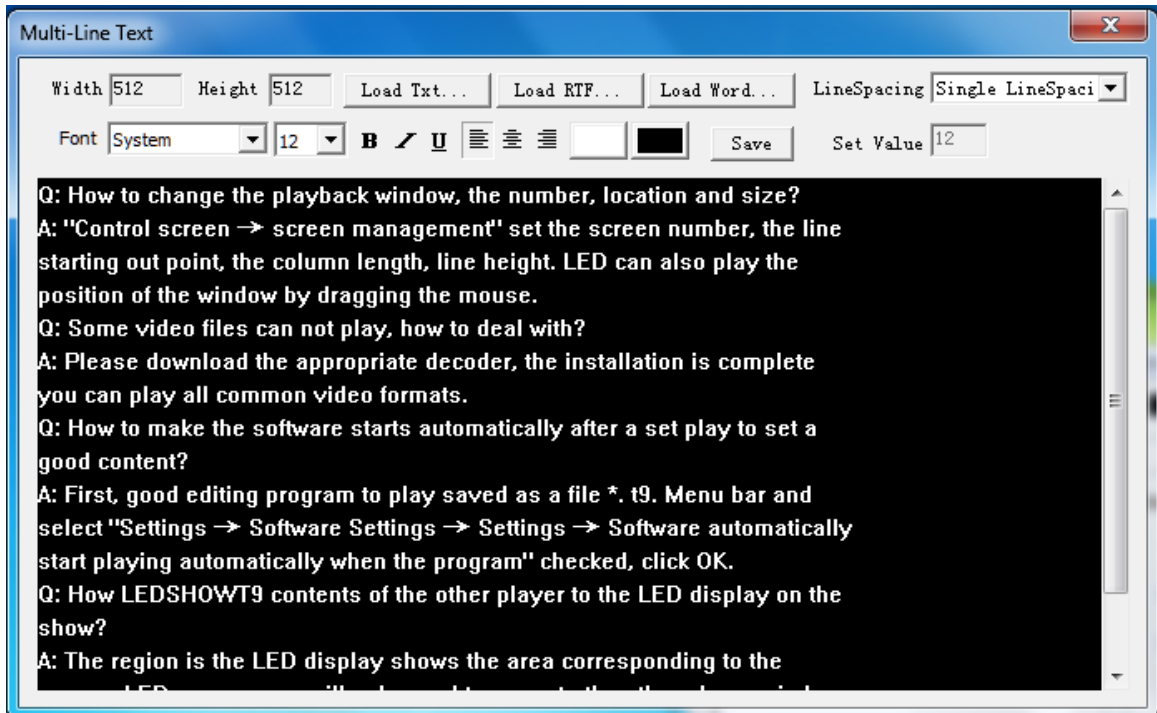 Multi-Line Text
Width 512 Height 512 Load Txt... Load RTF... Load Word... LineSpacing Single LineSpaci
Font System 12 B I U Save Set Value 12
Q: How to change the playback window, the number, location and size?
A: "Control screen → screen management" set the screen number, the line
starting out point, the column length, line height. LED can also play the
position of the window by dragging the mouse.
Q: Some video files can not play, how to deal with?
A: Please download the appropriate decoder, the installation is complete
you can play all common video formats.
Q: How to make the software starts automatically after a set play to set a
good content?
A: First, good editing program to play saved as a file *. t9. Menu bar and
select "Settings → Software Settings → Settings → Software automatically
start playing automatically when the program" checked, click OK.
Q: How LEDSHOWT9 contents of the other player to the LED display on the
show?
A: The region is the LED display shows the area corresponding to the